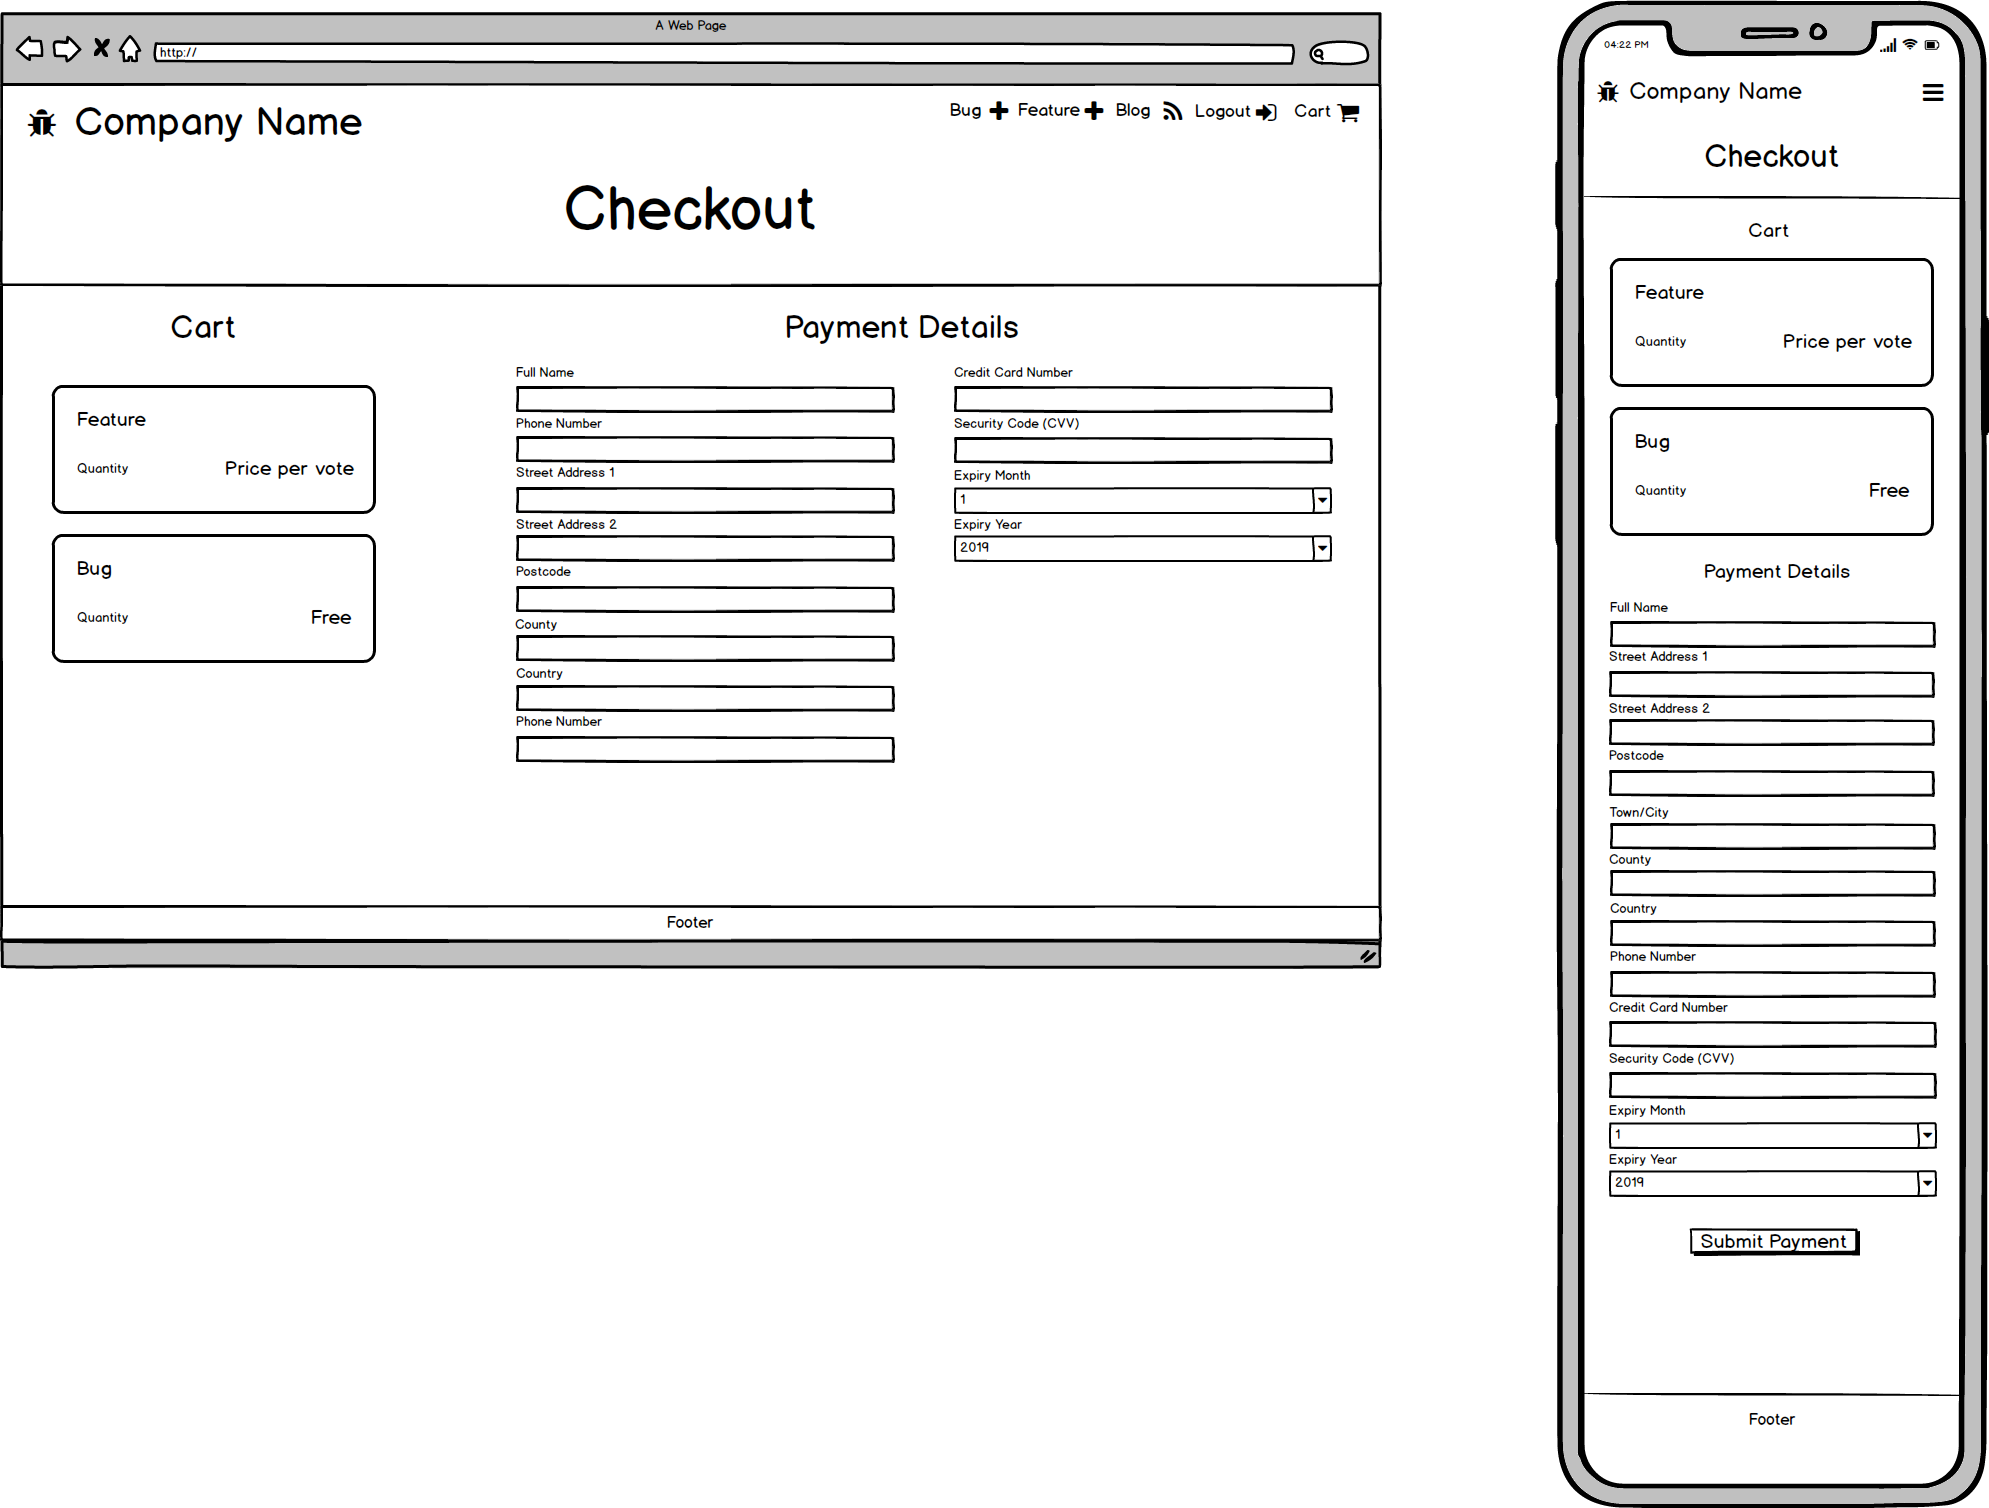 A Web Page
http://
Company Name
Bug Feature Blog Logout Cart
Checkout
Cart
Feature
Quantity Price per vote
Bug
Quantity Free
Payment Details
Full Name
Phone Number
Street Address 1
Street Address 2
Postcode
County
Country
Phone Number
Credit Card Number
Security Code (CVV)
Expiry Month
1
Expiry Year
2019
Footer
04:22 PM
Company Name
Checkout
Cart
Feature
Quantity Price per vote
Bug
Quantity Free
Payment Details
Full Name
Street Address 1
Street Address 2
Postcode
Town/City
County
Country
Phone Number
Credit Card Number
Security Code (CVV)
Expiry Month
1
Expiry Year
2019
Submit Payment
Footer